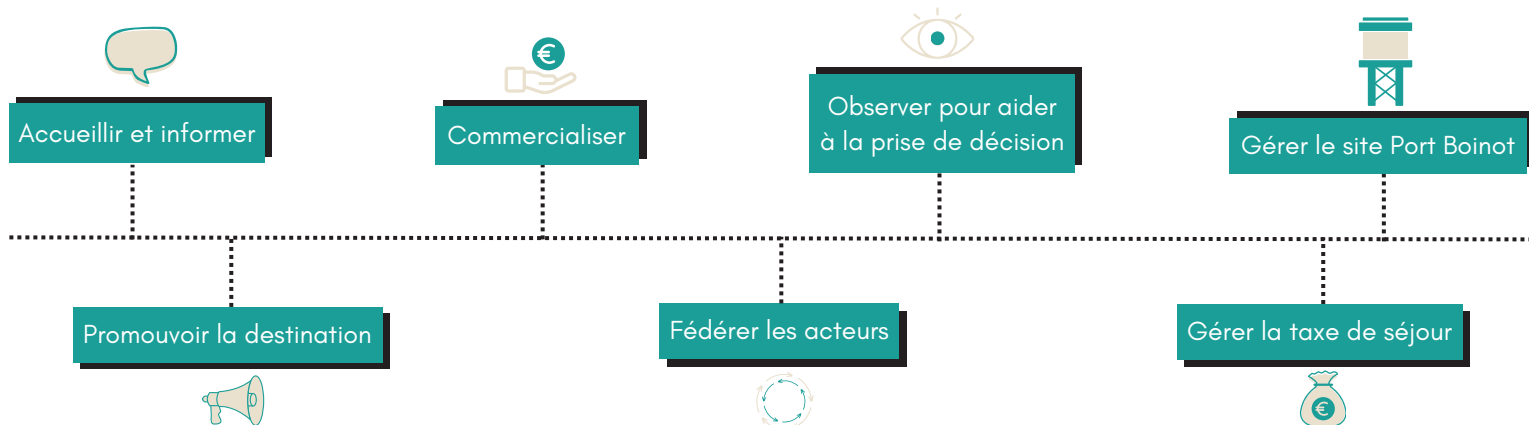 Accueillir et informer
Commercialiser
Observer pour aider
à la prise de décision
Gérer le site Port Boinot
Promouvoir la destination
Fédérer les acteurs
Gérer la taxe de séjour